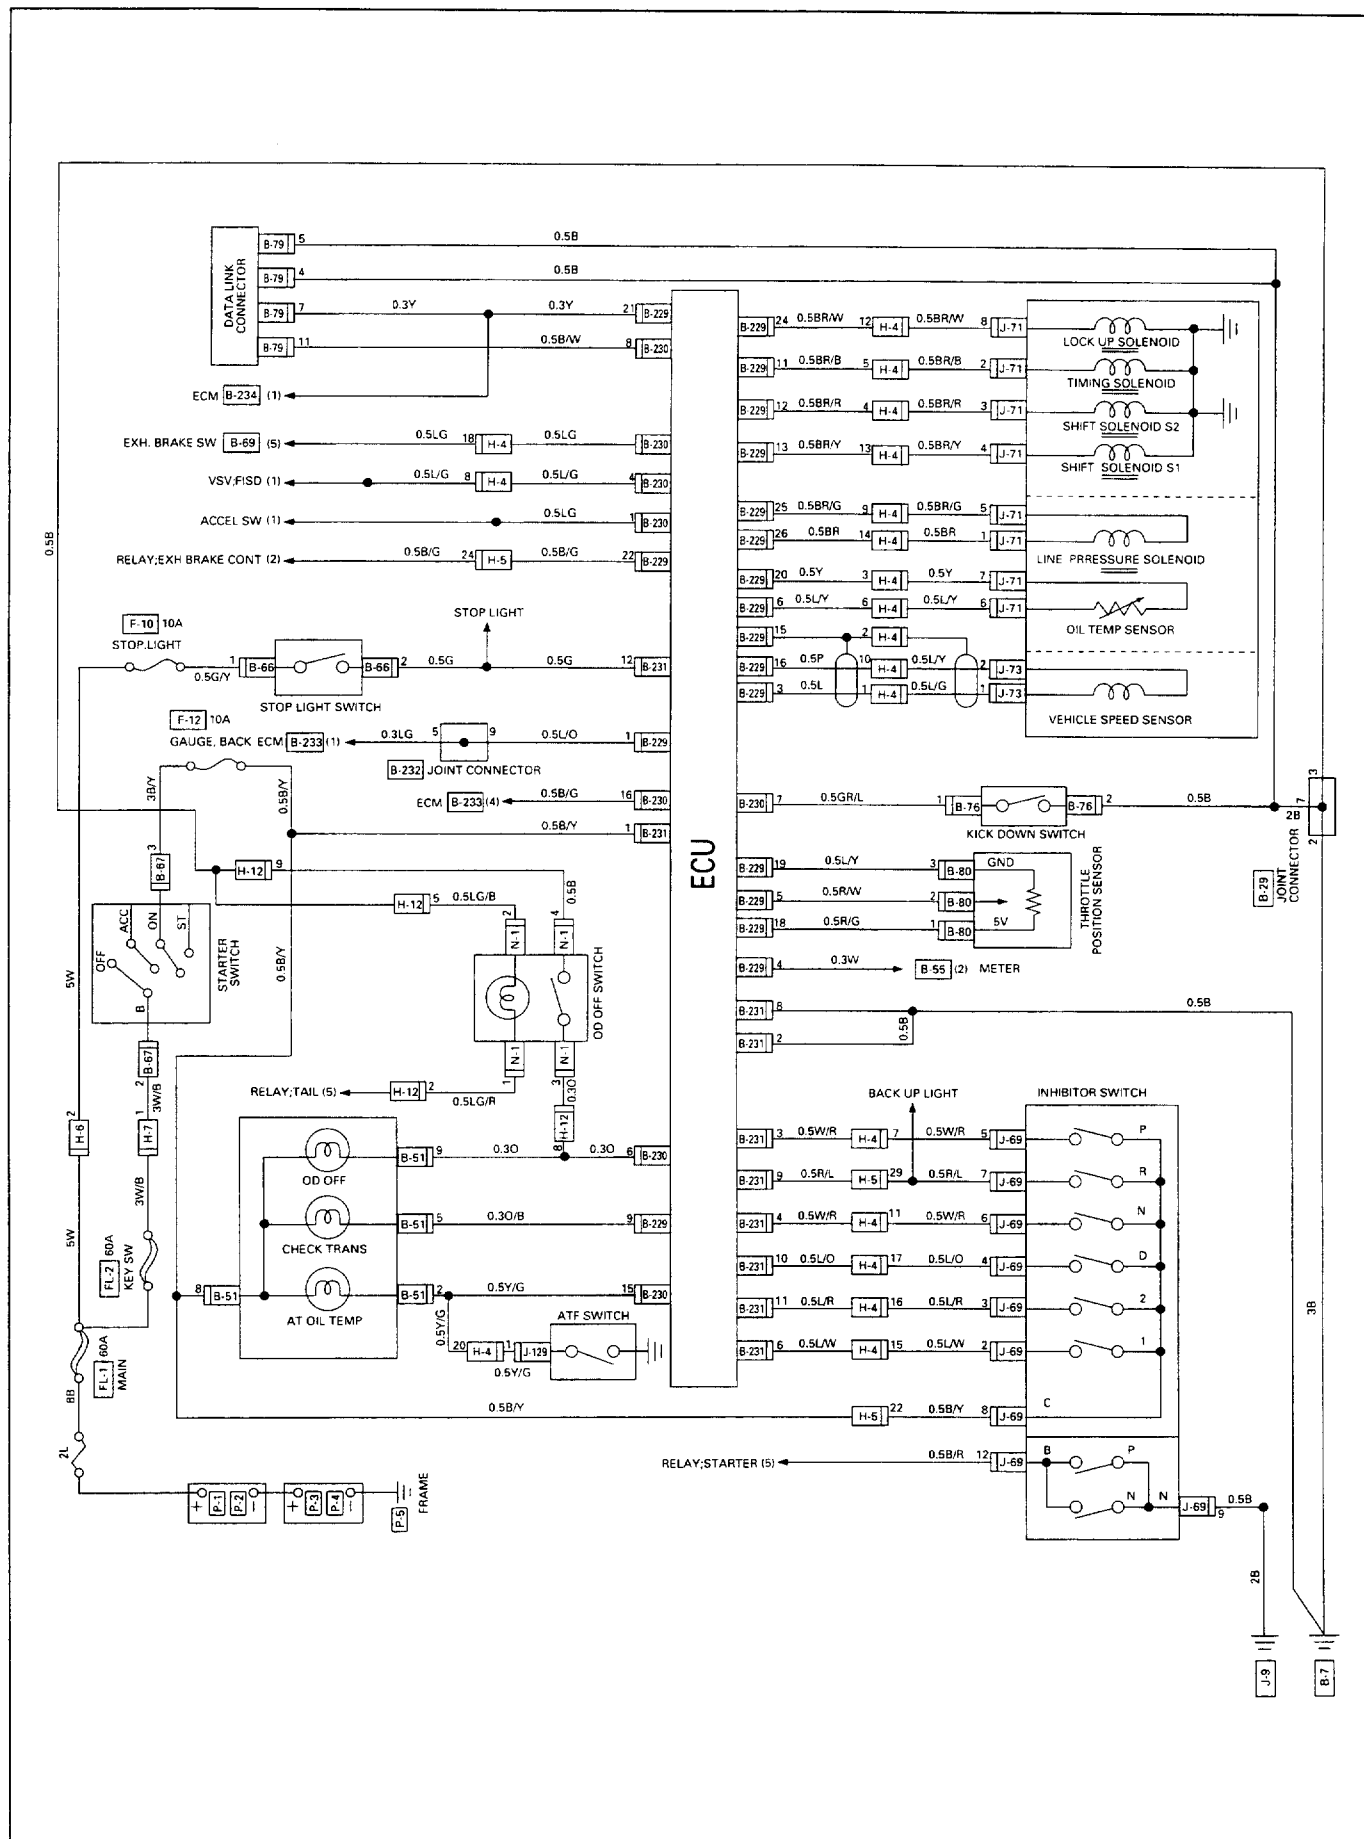 DATA LINK CONNECTOR
B-79 5 0.5B
B-79 4 0.5B
B-79 7 0.3Y 0.3Y 21 B-229
B-79 11 0.5B/W 8 B-230
ECM B-234 (1)
EXH. BRAKE SW B-69 (5) 0.5LG 18 H-4 0.5LG B-230
VSV;FISD (1) 0.5L/G 8 H-4 0.5L/G 4 B-230
ACCEL SW (1) 0.5LG 1 B-230
RELAY;EXH BRAKE CONT (2) 0.5B/G 24 H-5 0.5B/G 22 B-229
0.5B
F-10 10A
STOP.LIGHT
0.5G/Y 1 B-66 B-66 2 0.5G 0.5G 12 B-231
STOP LIGHT
STOP LIGHT SWITCH
F-12 10A
GAUGE, BACK ECM B-233 (1) 0.3LG 5 9 0.5L/O 1 B-229
B-232 JOINT CONNECTOR
ECM B-233 (4) 0.5B/G 16 B-230
0.5B/Y 1 B-231
3B/Y
0.5B/Y
3 B-67
H-12 9
H-12 5 0.5LG/B
0.5B
2 N-1
4 N-1
OFF ACC ON ST
B
STARTER SWITCH
5W
0.5B/Y
OD OFF SWITCH
1 N-1
3 N-1
0.3O
RELAY;TAIL (5) H-12 2 0.5LG/R
8 H-12
B-67 2
3W/B
1 H-7
2 H-6
3W/B
5W
FL-2 60A
KEY SW
FL-1 60A
MAIN
8B
2L
B-51 9 0.3O 0.3O 6 B-230
OD OFF
B-51 5 0.3O/B 9 B-229
CHECK TRANS
8 B-51
B-51 2 0.5Y/G 15 B-230
AT OIL TEMP
0.5Y/G
ATF SWITCH
20 H-4 1 J-129
0.5Y/G
0.5B/Y
+ P-1 P-2 −
+ P-3 P-4 −
P-5
FRAME
ECU
B-229 24 0.5BR/W 12 H-4 0.5BR/W 8 J-71
LOCK UP SOLENOID
B-229 11 0.5BR/B 5 H-4 0.5BR/B 2 J-71
TIMING SOLENOID
B-229 12 0.5BR/R 4 H-4 0.5BR/R 3 J-71
SHIFT SOLENOID S2
B-229 13 0.5BR/Y 13 H-4 0.5BR/Y 4 J-71
SHIFT SOLENOID S1
B-229 25 0.5BR/G 9 H-4 0.5BR/G 5 J-71
B-229 26 0.5BR 14 H-4 0.5BR 1 J-71
LINE PRRESSURE SOLENOID
B-229 20 0.5Y 3 H-4 0.5Y 7 J-71
B-229 6 0.5L/Y 6 H-4 0.5L/Y 6 J-71
OIL TEMP SENSOR
B-229 15 2 H-4
B-229 16 0.5P 10 H-4 0.5L/Y 2 J-73
B-229 3 0.5L 1 H-4 0.5L/G 1 J-73
VEHICLE SPEED SENSOR
B-230 7 0.5GR/L 1 B-76 B-76 2 0.5B
KICK DOWN SWITCH
3 7 2
2B
B-29 JOINT CONNECTOR
B-229 19 0.5L/Y 3 B-80 GND
B-229 5 0.5R/W 2 B-80
B-229 18 0.5R/G 1 B-80 5V
THROTTLE POSITION SENSOR
B-229 4 0.3W B-55 (2) METER
B-231 8 0.5B
B-231 2 0.5B
BACK UP LIGHT
INHIBITOR SWITCH
B-231 3 0.5W/R H-4 7 0.5W/R 5 J-69 P
B-231 9 0.5R/L H-5 29 0.5R/L 7 J-69 R
B-231 4 0.5W/R H-4 11 0.5W/R 6 J-69 N
B-231 10 0.5L/O H-4 17 0.5L/O 4 J-69 D
B-231 11 0.5L/R H-4 16 0.5L/R 3 J-69 2
B-231 6 0.5L/W H-4 15 0.5L/W 2 J-69 1
H-5 22 0.5B/Y 8 J-69 C
RELAY;STARTER (5) 0.5B/R 12 J-69 B P
N N J-69 9 0.5B
3B
2B
J-9
B-7